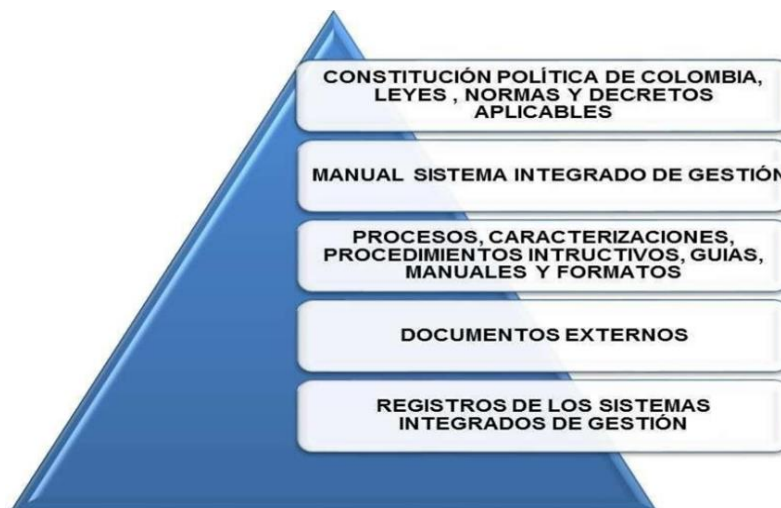 CONSTITUCIÓN POLÍTICA DE COLOMBIA,
LEYES , NORMAS Y DECRETOS
APLICABLES
MANUAL SISTEMA INTEGRADO DE GESTIÓN
PROCESOS, CARACTERIZACIONES,
PROCEDIMIENTOS INTRUCTIVOS, GUIAS,
MANUALES Y FORMATOS
DOCUMENTOS EXTERNOS
REGISTROS DE LOS SISTEMAS
INTEGRADOS DE GESTIÓN